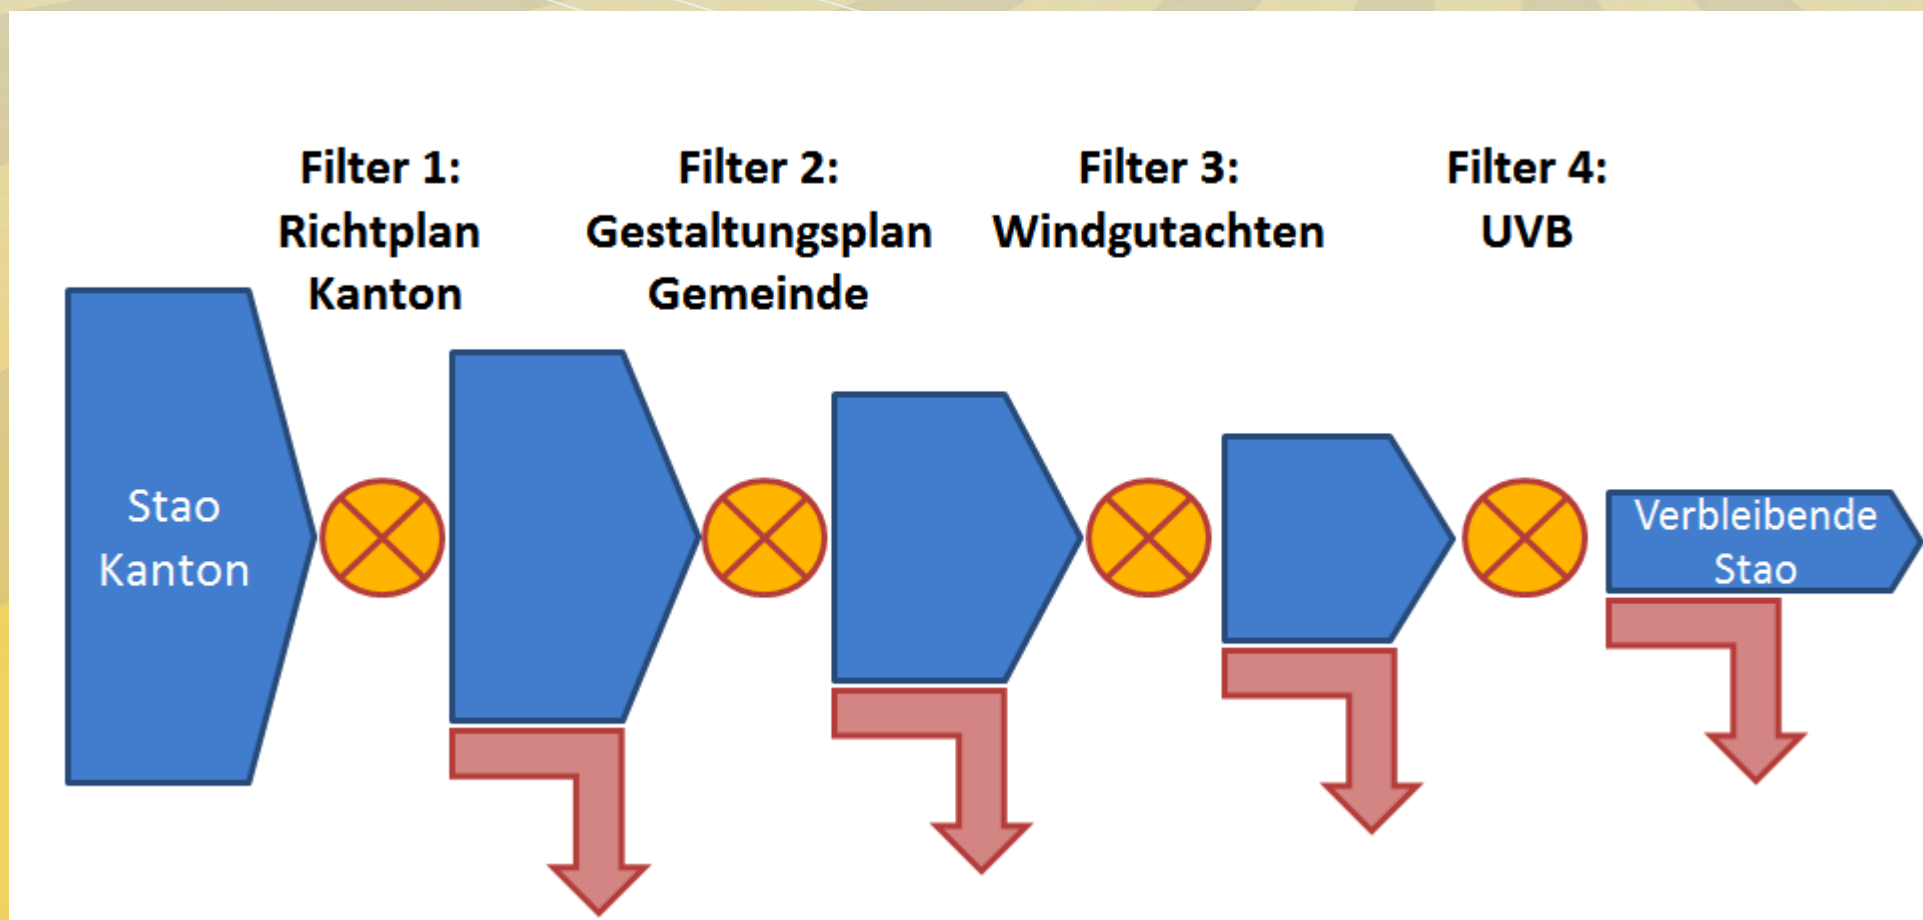 Filter 1:
Richtplan
Kanton
Filter 2:
Gestaltungsplan
Gemeinde
Filter 3:
Windgutachten
Filter 4:
UVB
Stao
Kanton
Verbleibende
Stao